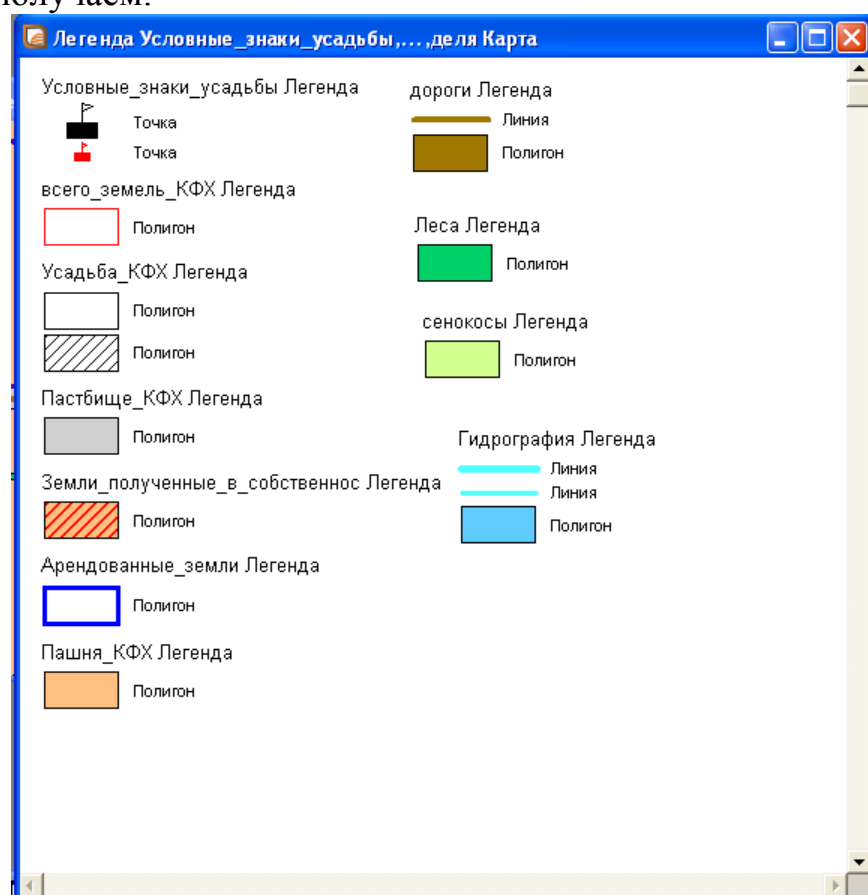 получаем:
Легенда Условные_знаки_усадьбы,...,деля Карта
Условные_знаки_усадьбы Легенда
Точка
Точка
всего_земель_КФХ Легенда
Полигон
Усадьба_КФХ Легенда
Полигон
Полигон
Пастбище_КФХ Легенда
Полигон
Земли_полученные_в_собственнос Легенда
Полигон
Арендованные_земли Легенда
Полигон
Пашня_КФХ Легенда
Полигон
дороги Легенда
Линия
Полигон
Леса Легенда
Полигон
сенокосы Легенда
Полигон
Гидрография Легенда
Линия
Линия
Полигон